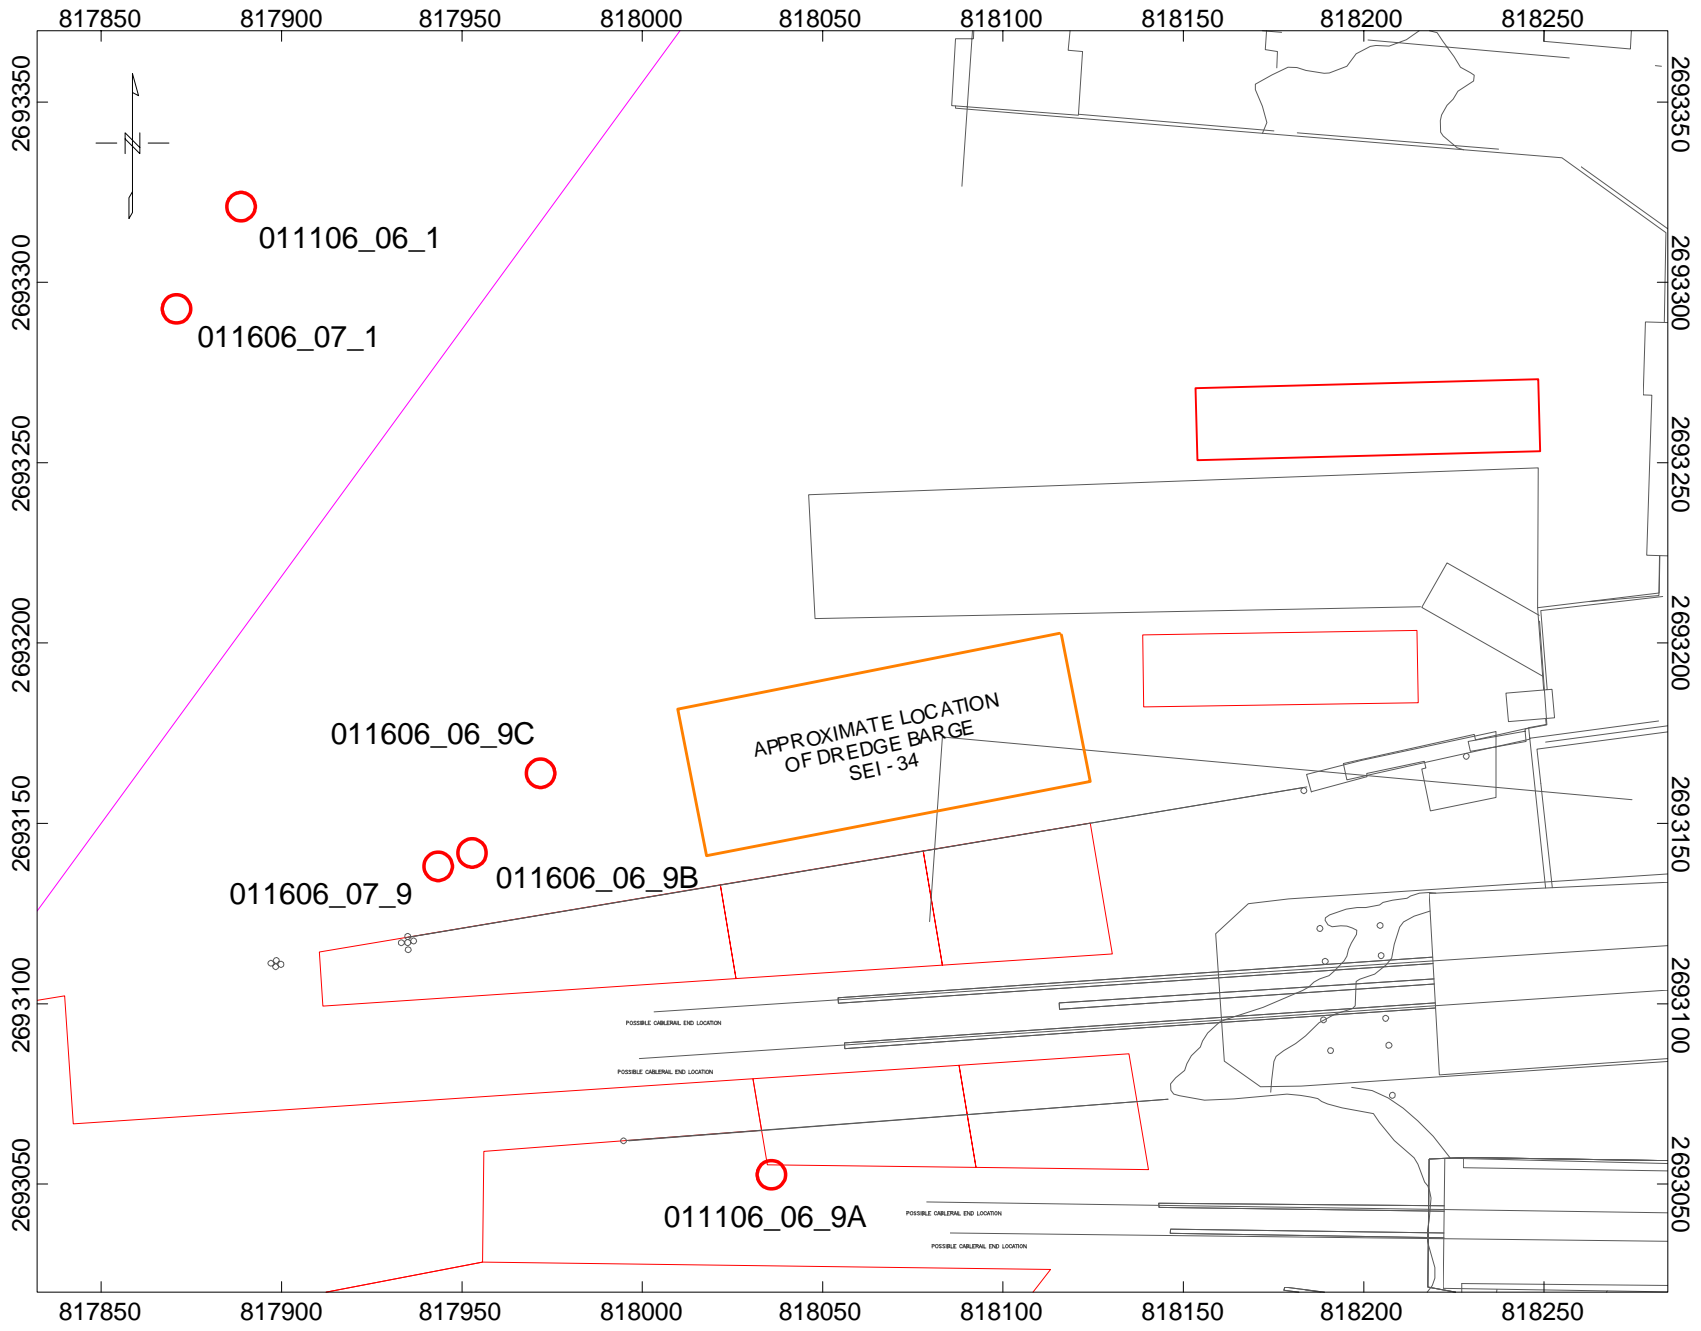 817850 817900 817950 818000 818050 818100 818150 818200 818250
2693350
2693300
2693250
2693200
2693150
2693100
2693050
N
011106_06_1
011606_07_1
APPROXIMATE LOCATION
OF DREDGE BARGE
SEI - 34
011606_06_9C
011606_06_9B
011606_07_9
POSSIBLE CABLERAIL END LOCATION
POSSIBLE CABLERAIL END LOCATION
011106_06_9A
POSSIBLE CABLERAIL END LOCATION
POSSIBLE CABLERAIL END LOCATION
2693350
2693300
2693250
2693200
2693150
2693100
2693050
817850 817900 817950 818000 818050 818100 818150 818200 818250